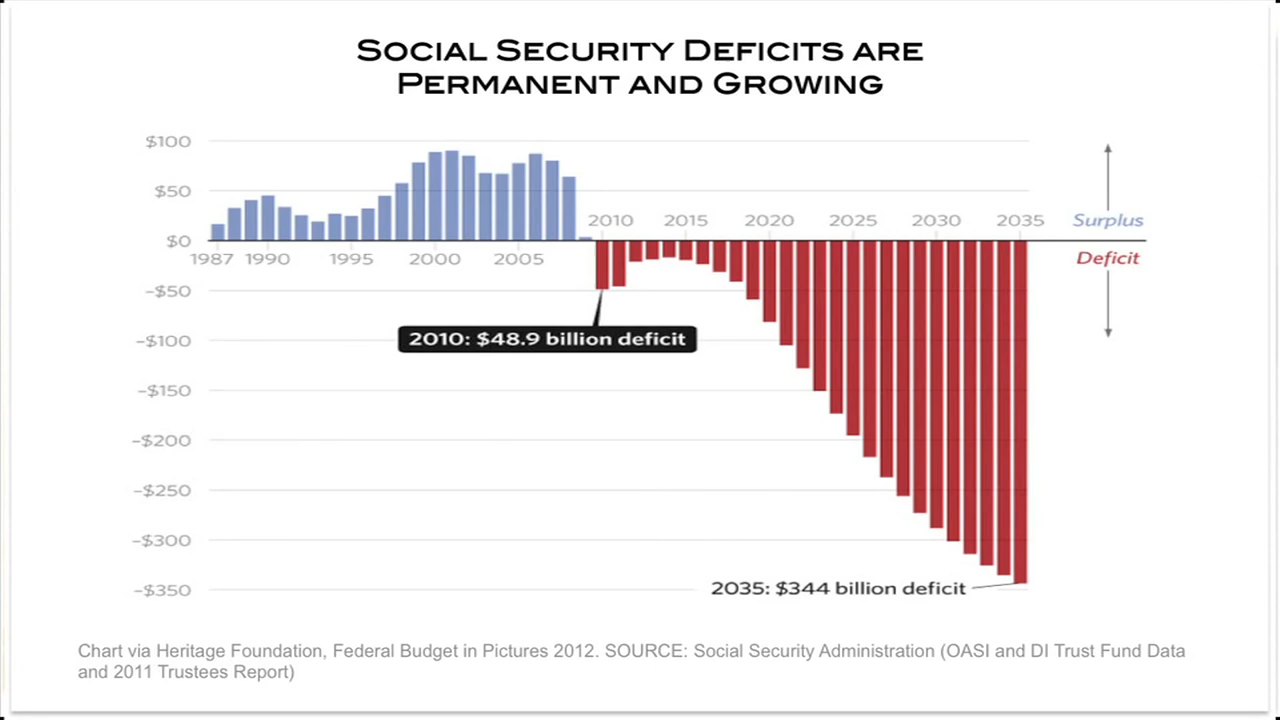 SOCIAL SECURITY DEFICITS ARE
PERMANENT AND GROWING
$100
$50
$0
-$50
-$100
-$150
-$200
-$250
-$300
-$350
1987 1990 1995 2000 2005
2010 2015 2020 2025 2030 2035
Surplus
Deficit
2010: $48.9 billion deficit
2035: $344 billion deficit
Chart via Heritage Foundation, Federal Budget in Pictures 2012. SOURCE: Social Security Administration (OASI and DI Trust Fund Data
and 2011 Trustees Report)